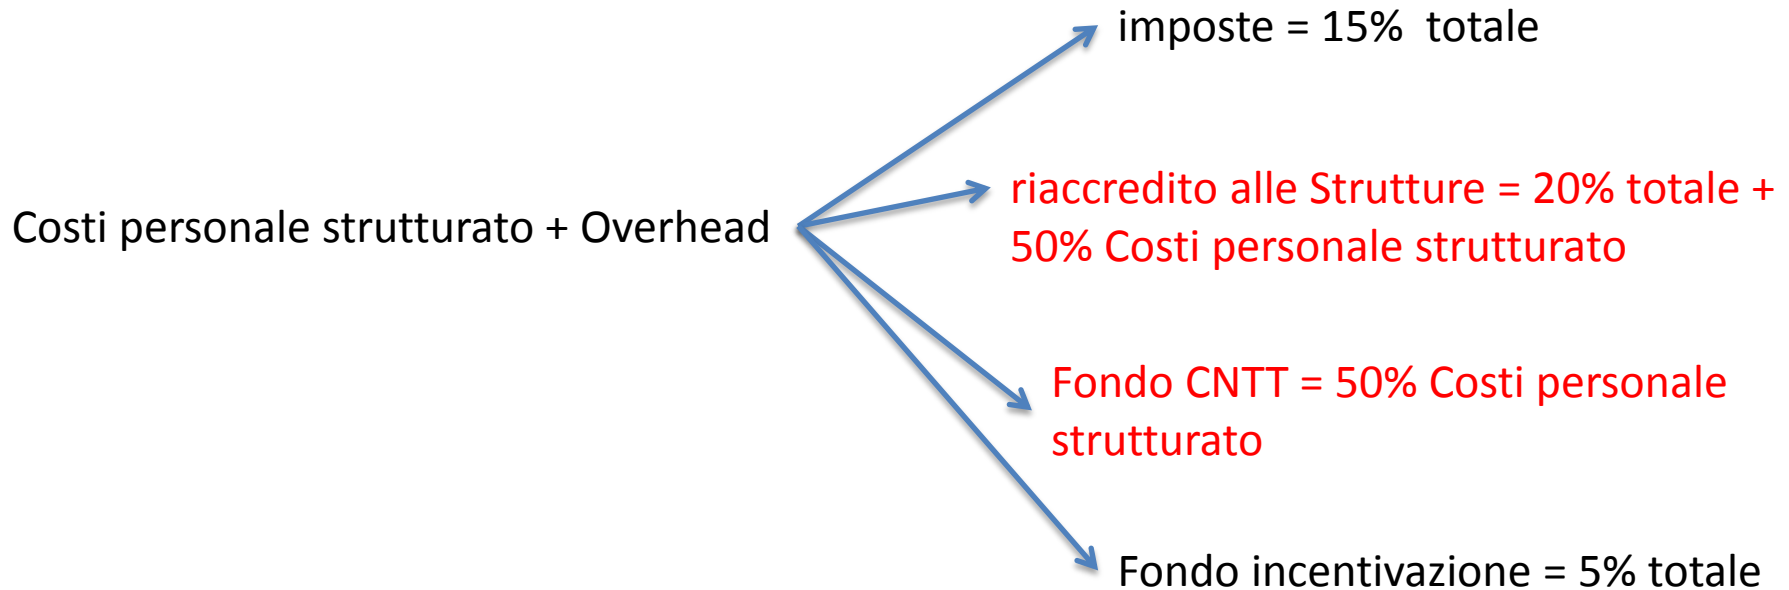 imposte = 15% totale
riaccredito alle Strutture = 20% totale +
50% Costi personale strutturato
Costi personale strutturato + Overhead
Fondo CNTT = 50% Costi personale
strutturato
Fondo incentivazione = 5% totale